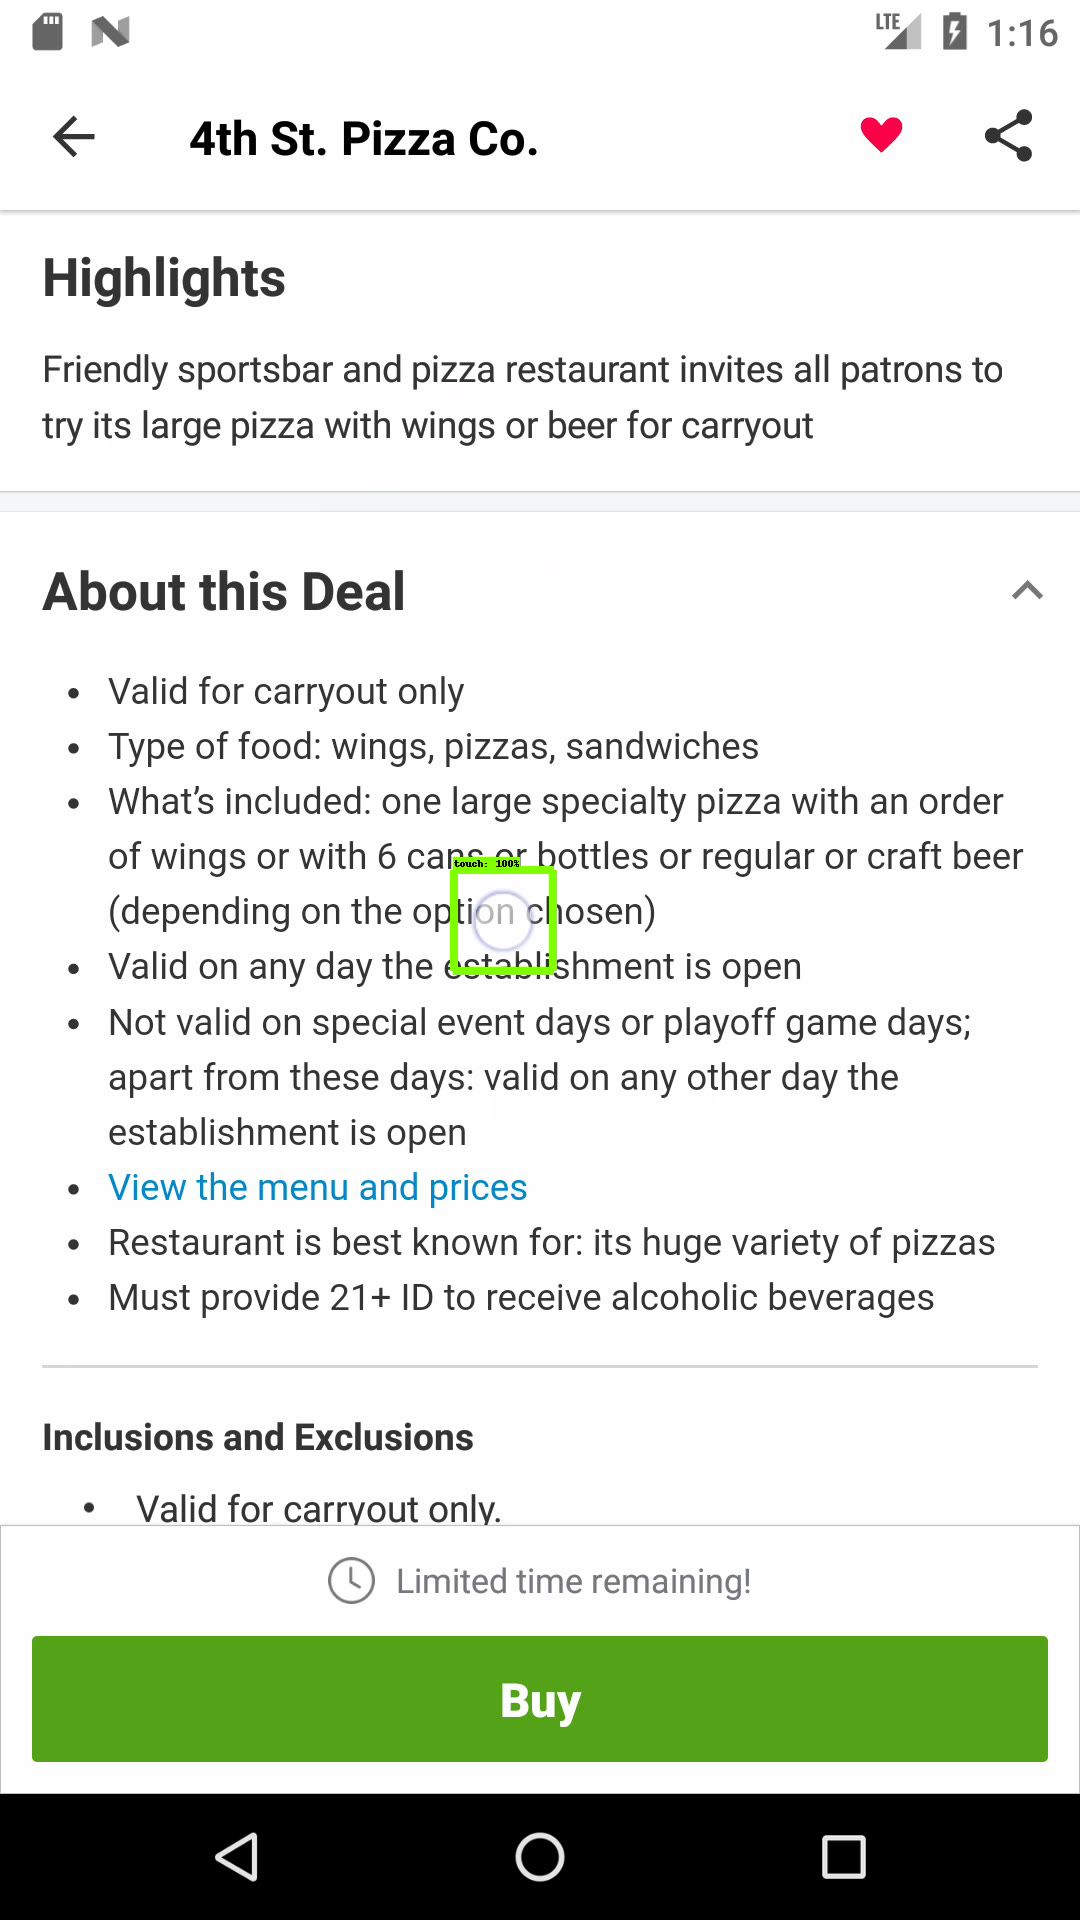 LTE 1:16
4th St. Pizza Co.
Highlights
Friendly sportsbar and pizza restaurant invites all patrons to
try its large pizza with wings or beer for carryout
About this Deal
• Valid for carryout only
• Type of food: wings, pizzas, sandwiches
• What’s included: one large specialty pizza with an order
of wings or with 6 cans or bottles or regular or craft beer
touch: 100%
(depending on the option chosen)
• Valid on any day the establishment is open
• Not valid on special event days or playoff game days;
apart from these days: valid on any other day the
establishment is open
• View the menu and prices
• Restaurant is best known for: its huge variety of pizzas
• Must provide 21+ ID to receive alcoholic beverages
Inclusions and Exclusions
• Valid for carryout only.
Limited time remaining!
Buy